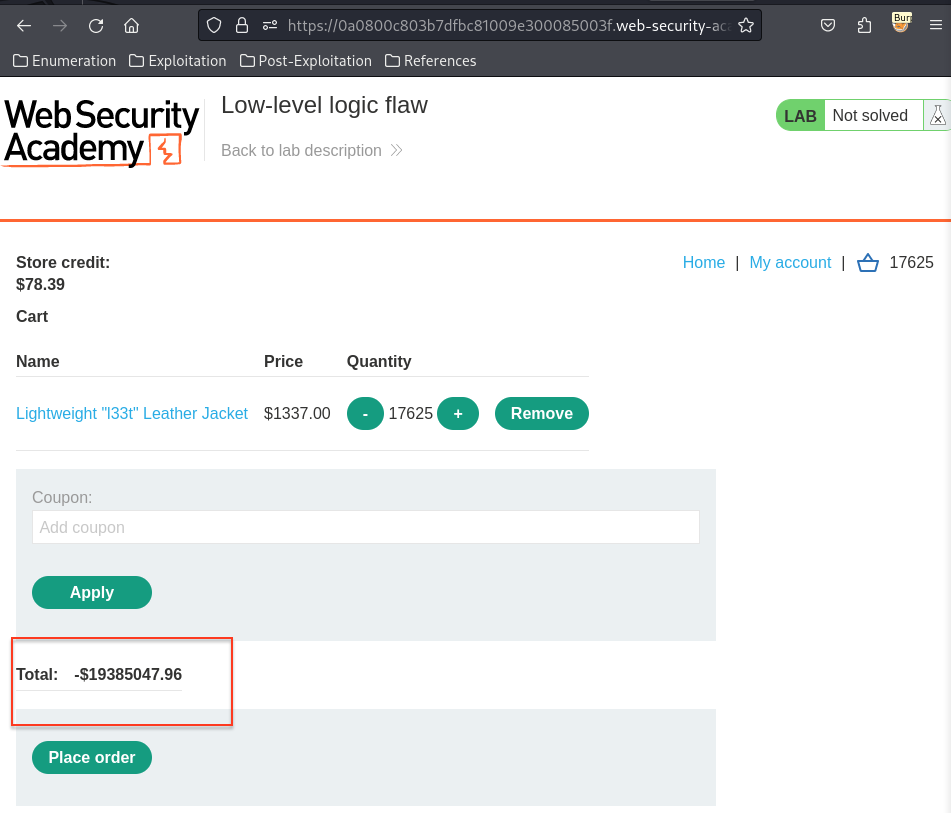 https://0a0800c803b7dfbc81009e300085003f.web-security-ac
Burp
Enumeration Exploitation Post-Exploitation References
Web Security Academy
Low-level logic flaw
Back to lab description
LAB Not solved
Store credit:
$78.39
Home | My account | 17625
Cart
Name Price Quantity
Lightweight "l33t" Leather Jacket $1337.00 - 17625 + Remove
Coupon:
Add coupon
Apply
Total: -$19385047.96
Place order